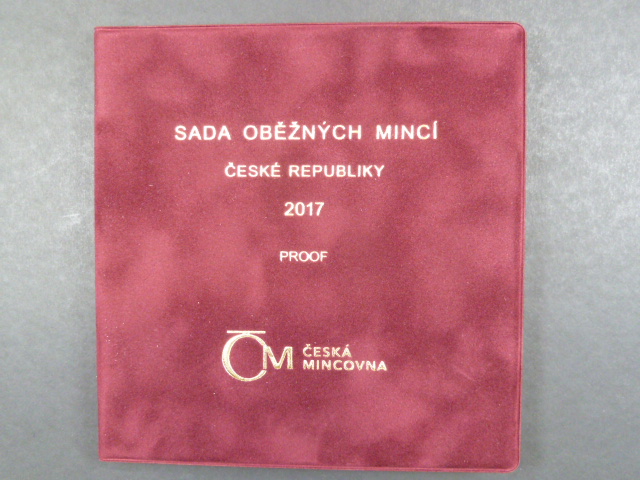 SADA OBĚŽNÝCH MINCÍ
ČESKÉ REPUBLIKY
2017
PROOF
ČM ČESKÁ
MINCOVNA